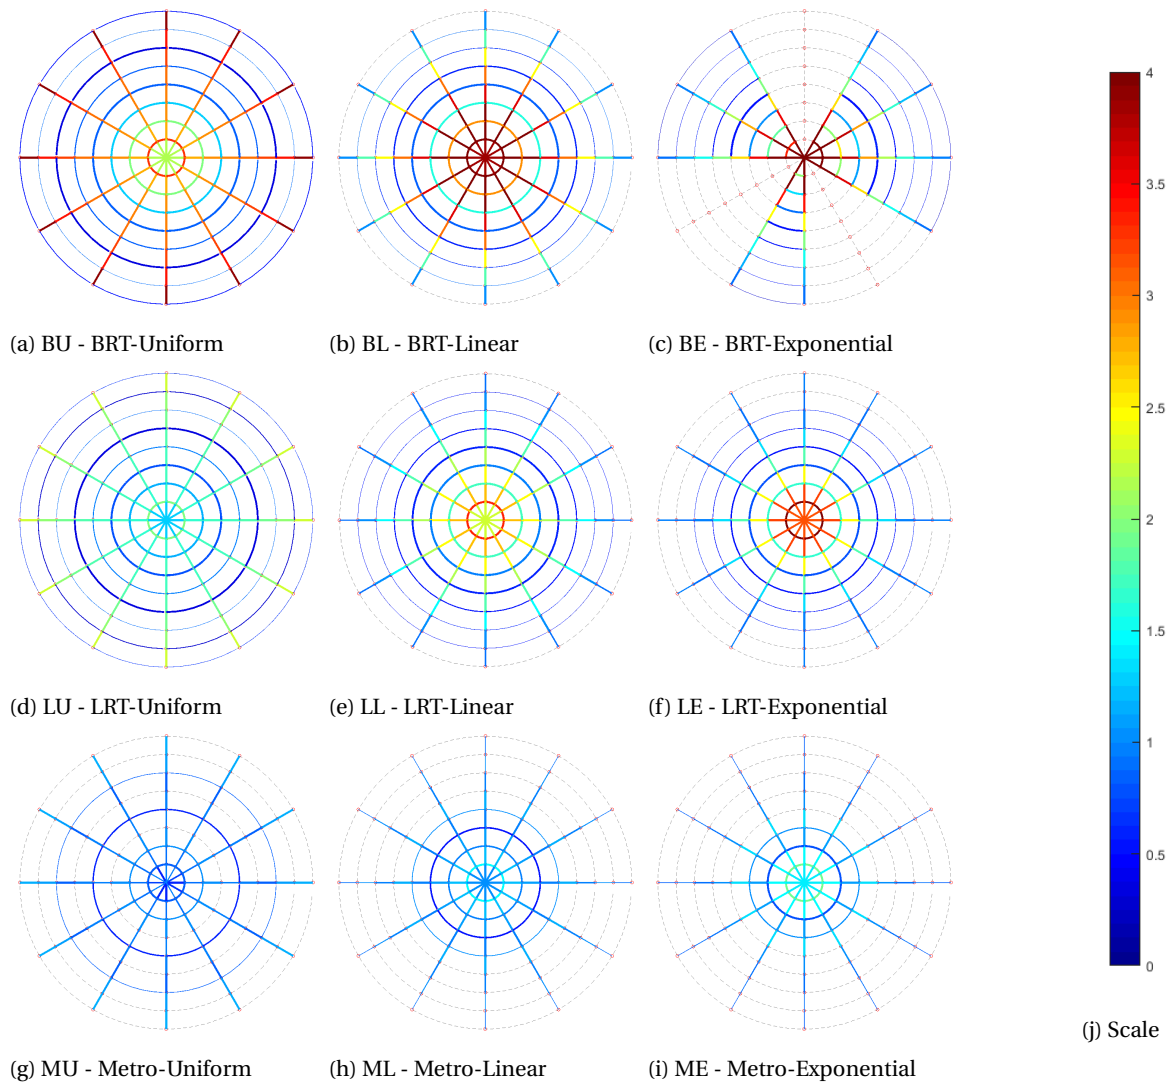 4
3.5
3
2.5
2
1.5
1
0.5
0
(a) BU - BRT-Uniform
(b) BL - BRT-Linear
(c) BE - BRT-Exponential
(d) LU - LRT-Uniform
(e) LL - LRT-Linear
(f) LE - LRT-Exponential
(g) MU - Metro-Uniform
(h) ML - Metro-Linear
(i) ME - Metro-Exponential
(j) Scale